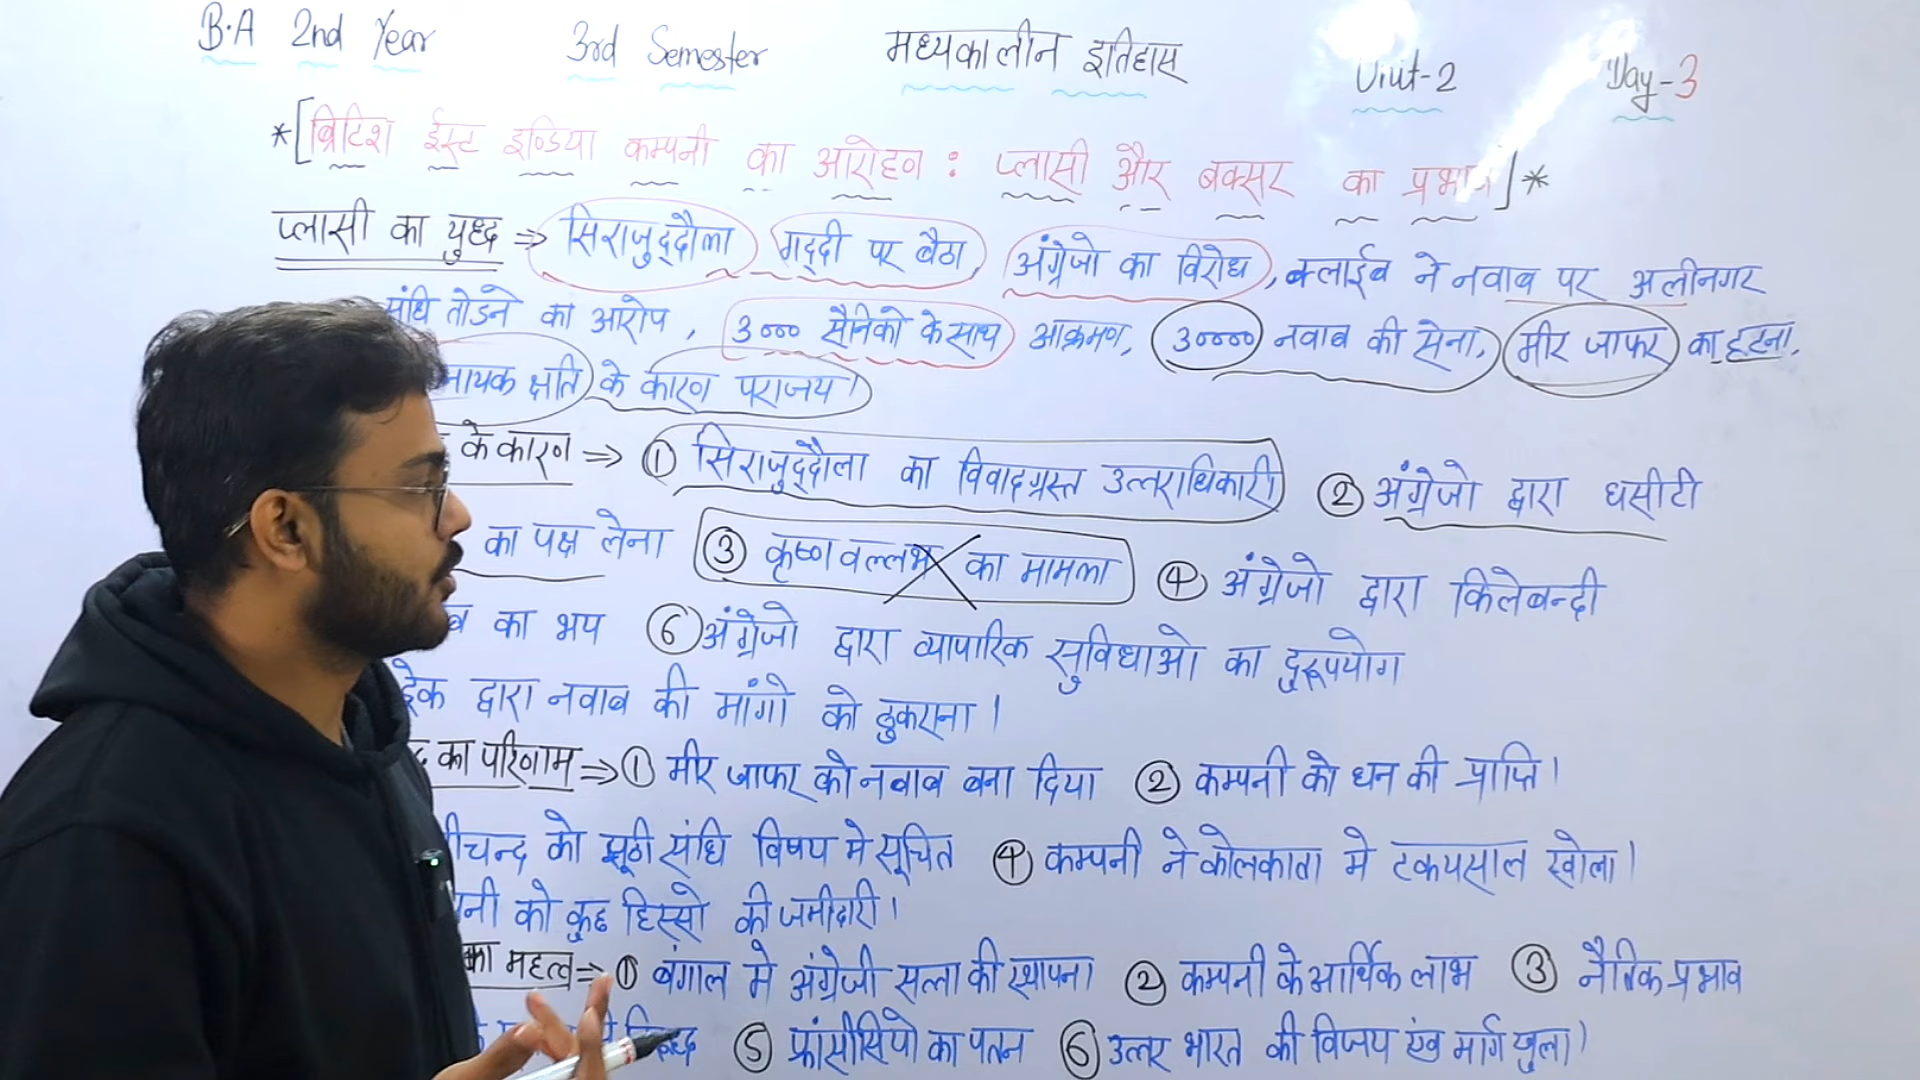 B.A 2nd Year 3rd Semester मध्यकालीन इतिहास Unit-2 Day-3
*[ब्रिटिश ईस्ट इण्डिया कम्पनी का आरोहण : प्लासी और बक्सर का प्रभाव]*
प्लासी का युध्द ⇒ सिराजुद्दौला गद्दी पर बैठा, अंग्रेजो का विरोध, क्लाईव ने नवाब पर अलीनगर
संधि तोडने का आरोप, 3000 सैनिको के साथ आक्रमण, 30000 नवाब की सेना, मीर जाफर का हटना,
नायक क्षति के कारण पराजय।
के कारण ⇒ ① सिराजुद्दौला का विवादग्रस्त उत्तराधिकारी ② अंग्रेजो द्वारा घसीटी
का पक्ष लेना ③ कृष्णवल्लभ का मामला ④ अंग्रेजो द्वारा किलेबन्दी
का भय ⑥ अंग्रेजो द्वारा व्यापारिक सुविधाओ का दुरूपयोग
ड्रेक द्वारा नवाब की मांगो को ठुकराना।
का परिणाम ⇒ ① मीर जाफर को नवाब बना दिया ② कम्पनी को धन की प्राप्ति।
चन्द को झूठी संधि विषय मे सूचित ④ कम्पनी ने कोलकाता मे टकयसाल खोला।
नी को कुछ हिस्सो की जमीदारी।
का महत्व ⇒ ① बंगाल मे अंग्रेजी सत्ता की स्थापना ② कम्पनी के आर्थिक लाभ ③ नैतिक प्रभाव
⑤ फ्रांसीसियो का पतन ⑥ उत्तर भारत की विजय एंव मार्ग खुला।